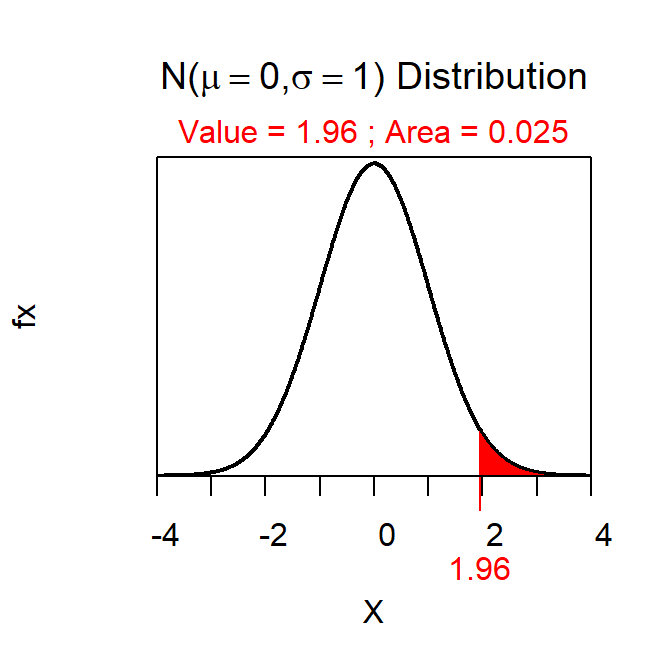 N(μ = 0,σ = 1) Distribution
Value = 1.96 ; Area = 0.025
fx
-4 -2 0 2 4
1.96
X